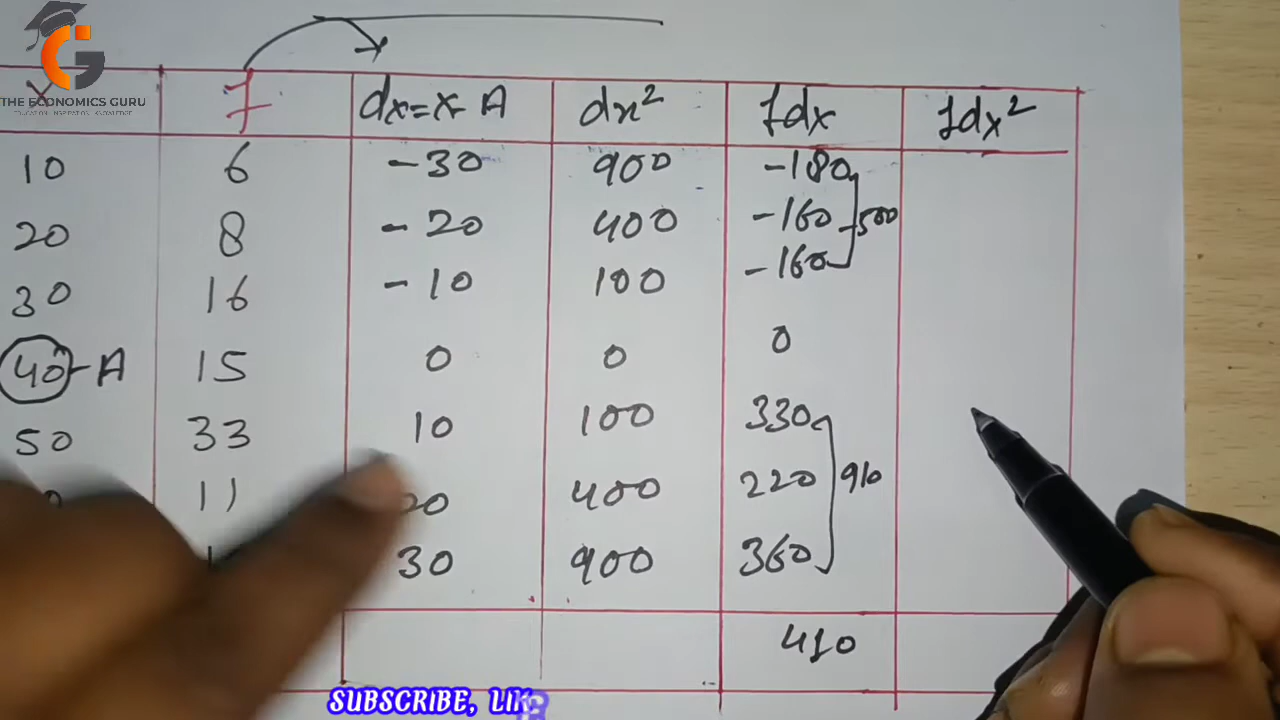 THE ECONOMICS GURU
X f dx=x-A dx² fdx fdx²
10 6 -30 900 -180
20 8 -20 400 -160 -500
30 16 -10 100 -160
40-A 15 0 0 0
50 33 10 100 330
11 20 400 220 910
30 900 360
410
SUBSCRIBE, LIK